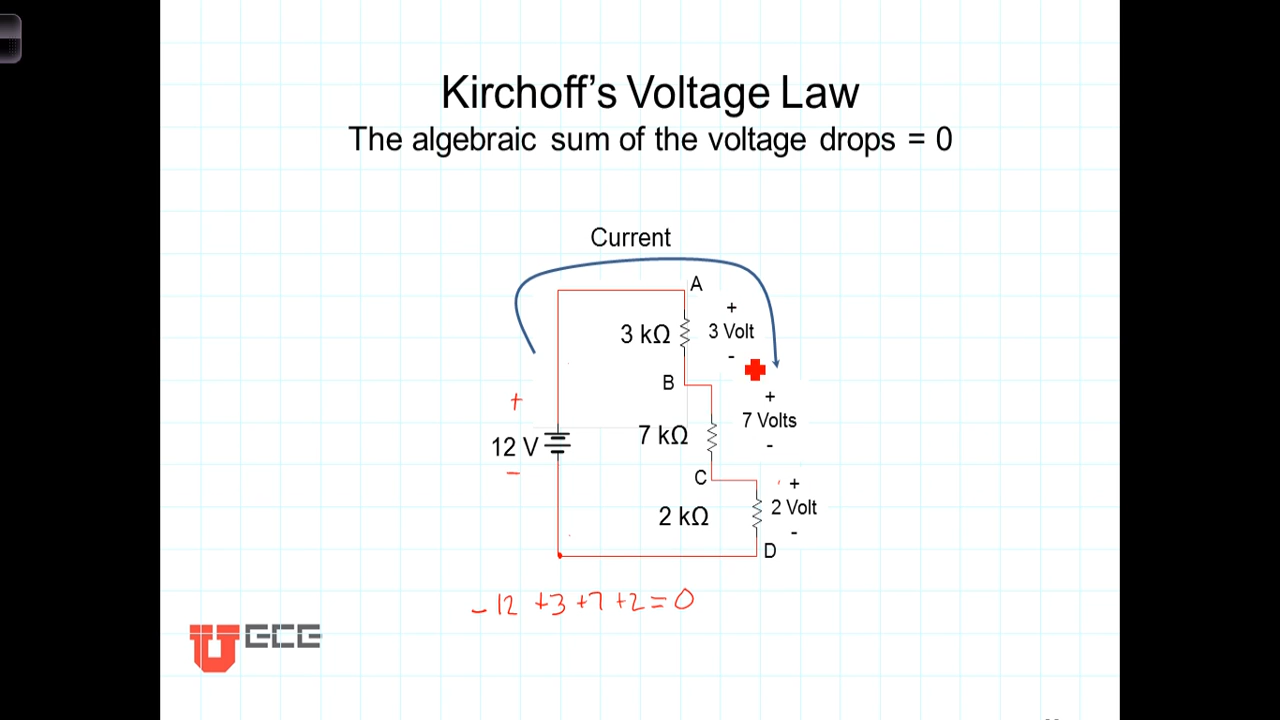 Kirchoff’s Voltage Law
The algebraic sum of the voltage drops = 0
Current
A
+
3 kΩ
3 Volt
-
B
+
+
7 Volts
7 kΩ
-
12 V
-
C
+
2 kΩ
2 Volt
-
D
-12 +3 +7 +2 = 0
U ECE